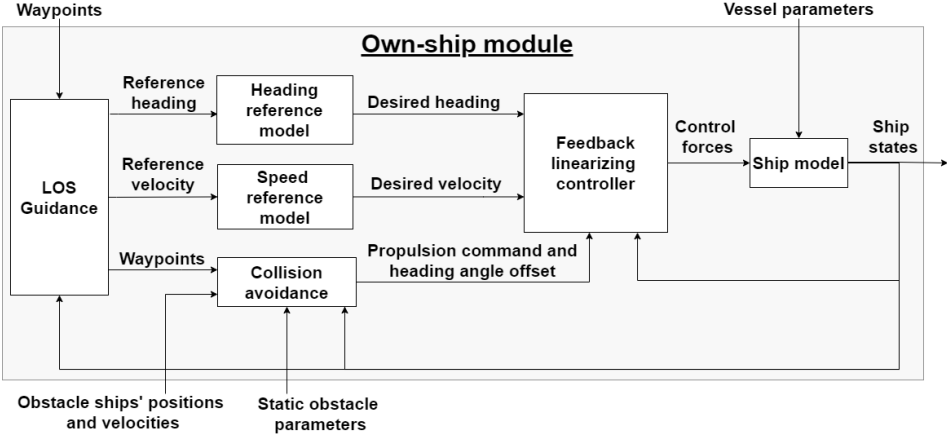 Waypoints
Vessel parameters
Own-ship module
Reference
heading
Heading
reference
model
Desired heading
LOS
Guidance
Reference
velocity
Speed
reference
model
Desired velocity
Feedback
linearizing
controller
Control
forces
Ship model
Ship
states
Waypoints
Collision
avoidance
Propulsion command and
heading angle offset
Obstacle ships' positions
and velocities
Static obstacle
parameters